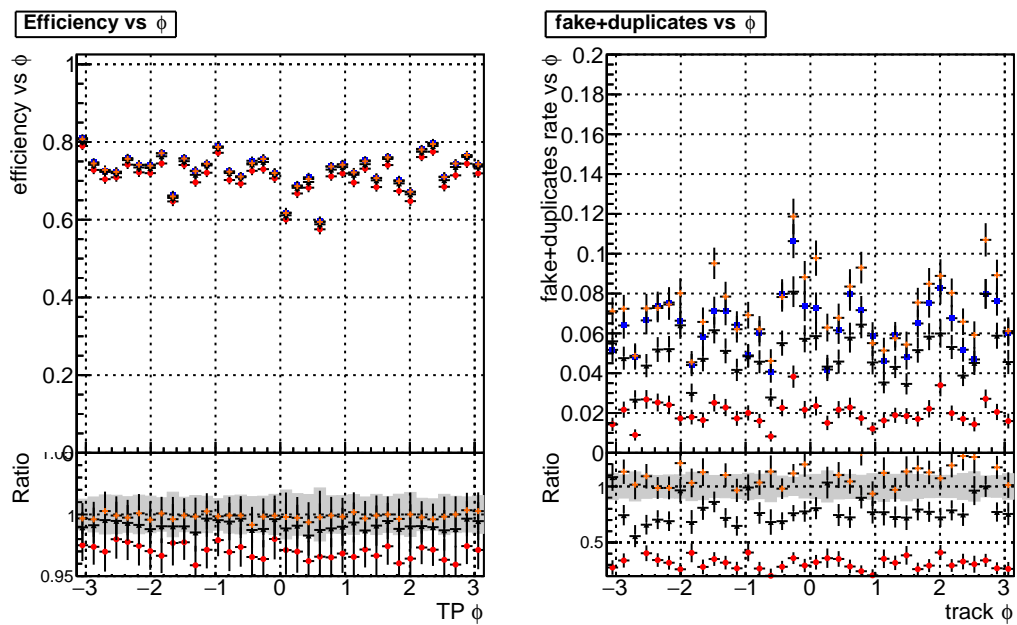 Efficiency vs ϕ
efficiency vs ϕ
1
0.8
0.6
0.4
0.2
0
Ratio
1
0.95
−3 −2 −1 0 1 2 3
TP ϕ
fake+duplicates vs ϕ
fake+duplicates rate vs ϕ
0.2
0.18
0.16
0.14
0.12
0.1
0.08
0.06
0.04
0.02
0
Ratio
1
0.5
−3 −2 −1 0 1 2 3
track ϕ